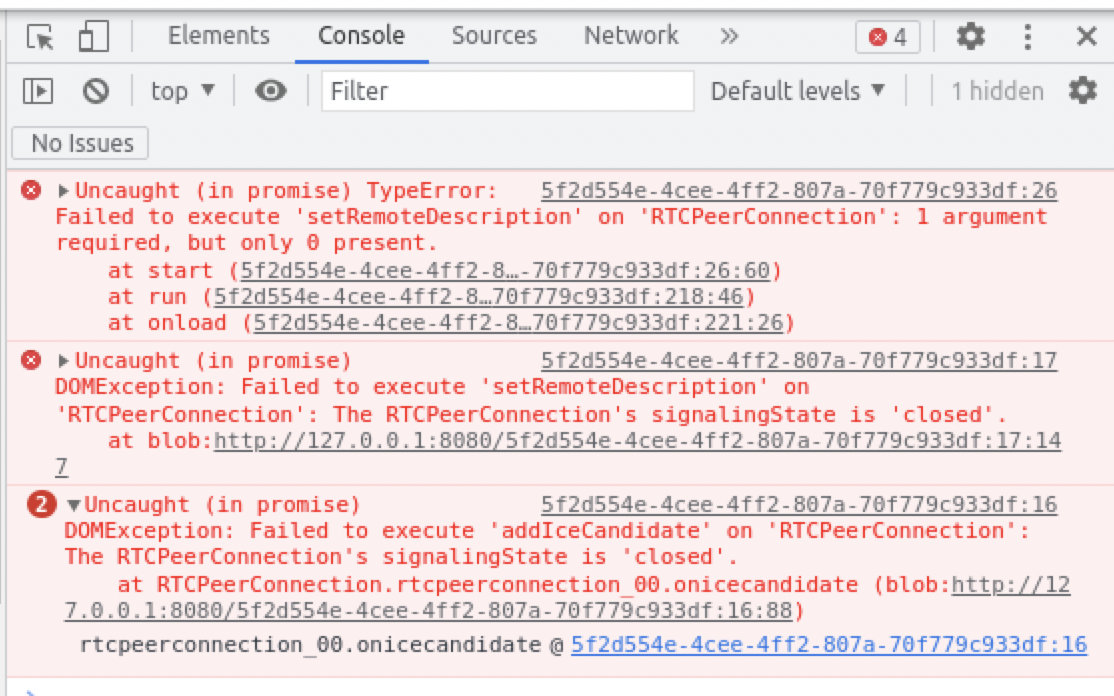 Elements Console Sources Network » 4
top ▼ Filter Default levels ▼ 1 hidden
No Issues
▶Uncaught (in promise) TypeError: 5f2d554e-4cee-4ff2-807a-70f779c933df:26
Failed to execute 'setRemoteDescription' on 'RTCPeerConnection': 1 argument
required, but only 0 present.
at start (5f2d554e-4cee-4ff2-8…-70f779c933df:26:60)
at run (5f2d554e-4cee-4ff2-8…70f779c933df:218:46)
at onload (5f2d554e-4cee-4ff2-8…70f779c933df:221:26)
▶Uncaught (in promise) 5f2d554e-4cee-4ff2-807a-70f779c933df:17
DOMException: Failed to execute 'setRemoteDescription' on
'RTCPeerConnection': The RTCPeerConnection's signalingState is 'closed'.
at blob:http://127.0.0.1:8080/5f2d554e-4cee-4ff2-807a-70f779c933df:17:14
7
2 ▼Uncaught (in promise) 5f2d554e-4cee-4ff2-807a-70f779c933df:16
DOMException: Failed to execute 'addIceCandidate' on 'RTCPeerConnection':
The RTCPeerConnection's signalingState is 'closed'.
at RTCPeerConnection.rtcpeerconnection_00.onicecandidate (blob:http://12
7.0.0.1:8080/5f2d554e-4cee-4ff2-807a-70f779c933df:16:88)
rtcpeerconnection_00.onicecandidate @ 5f2d554e-4cee-4ff2-807a-70f779c933df:16